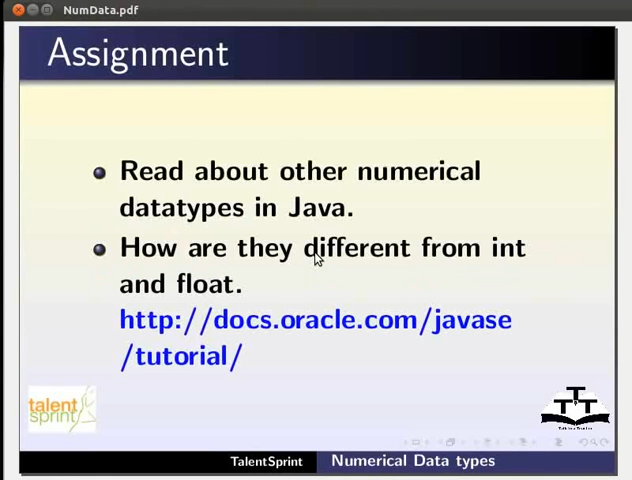 NumData.pdf
Assignment
Read about other numerical
datatypes in Java.
How are they different from int
and float.
http://docs.oracle.com/javase
/tutorial/
talent
sprint
TTT
TalentSprint
Numerical Data types